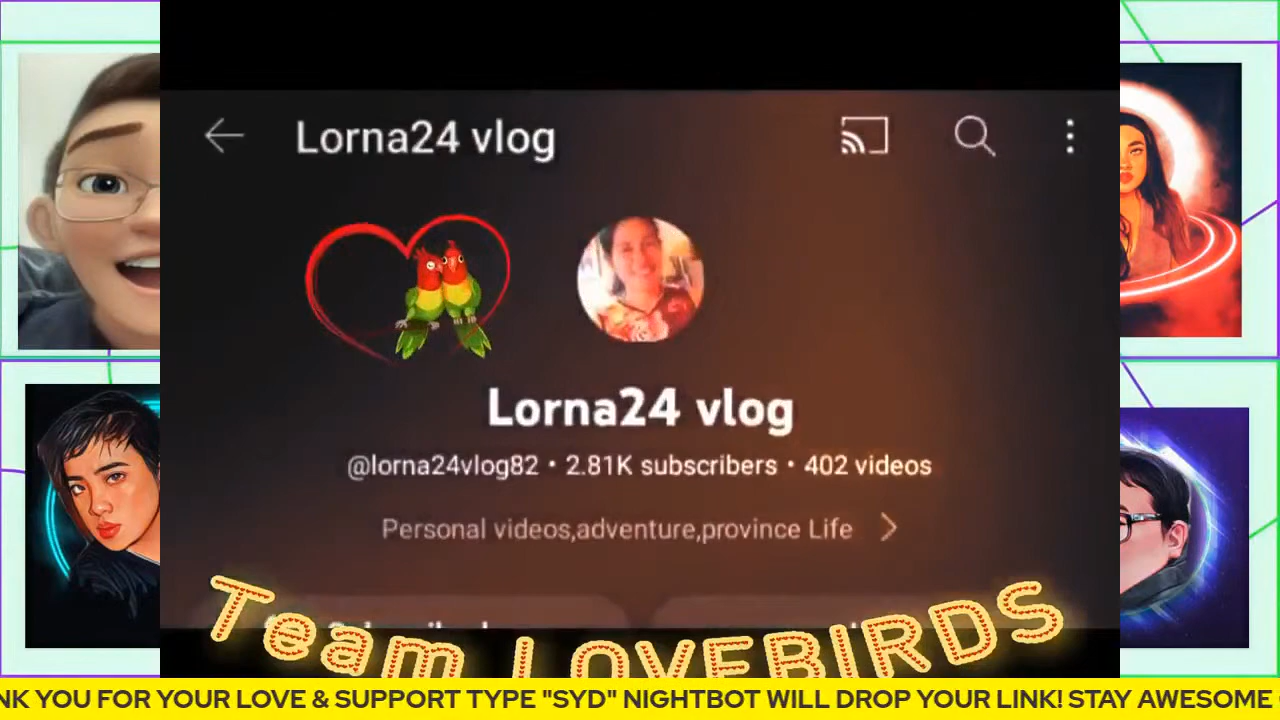 Lorna24 vlog
Lorna24 vlog
@lorna24vlog82 • 2.81K subscribers • 402 videos
Personal videos,adventure,province Life
Team LOVEBIRDS
NK YOU FOR YOUR LOVE & SUPPORT TYPE "SYD" NIGHTBOT WILL DROP YOUR LINK! STAY AWESOME